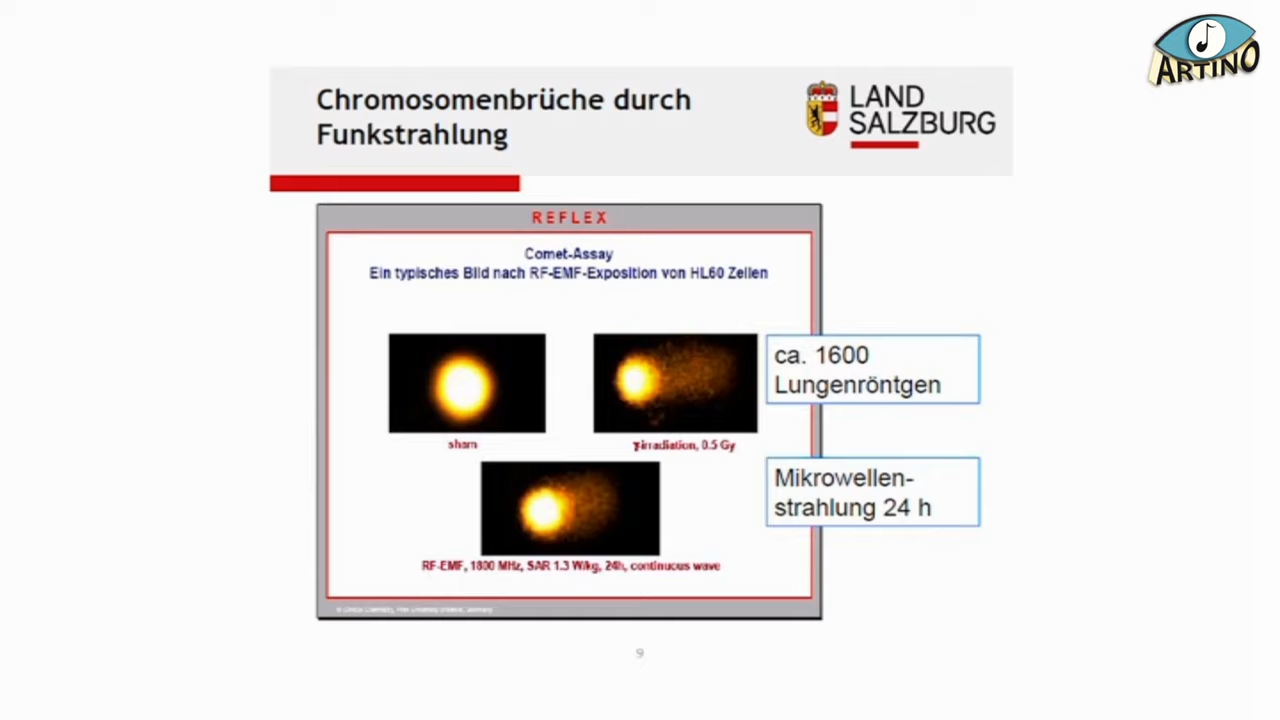 ARTINO
Chromosomenbrüche durch
Funkstrahlung
LAND
SALZBURG
REFLEX
Comet-Assay
Ein typisches Bild nach RF-EMF-Exposition von HL60 Zellen
ca. 1600
Lungenröntgen
sham
γ-irradiation, 0.5 Gy
Mikrowellen-
strahlung 24 h
RF-EMF, 1800 MHz, SAR 1.3 W/kg, 24h, continuous wave
9